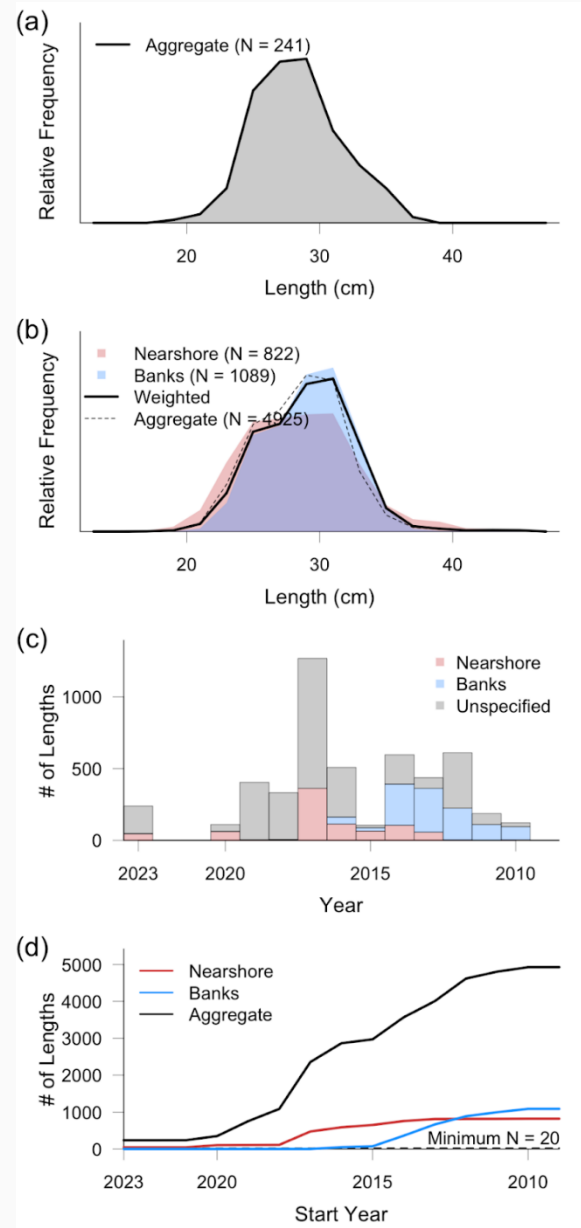 (a)
Aggregate (N = 241)
Relative Frequency
20 30 40
Length (cm)
(b)
Nearshore (N = 822)
Banks (N = 1089)
Weighted
Aggregate (N = 4925)
Relative Frequency
20 30 40
Length (cm)
(c)
Nearshore
Banks
Unspecified
# of Lengths
1000
500
0
2023 2020 2015 2010
Year
(d)
Nearshore
Banks
Aggregate
# of Lengths
5000
4000
3000
2000
1000
0
Minimum N = 20
2023 2020 2015 2010
Start Year